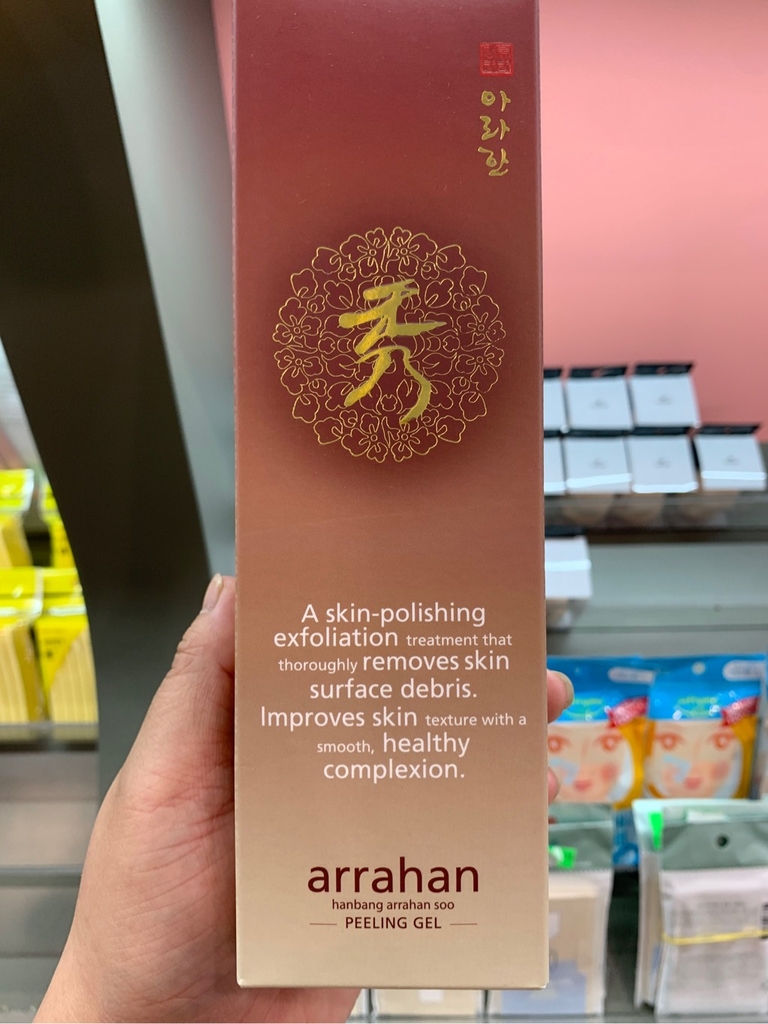 아
라
한
秀
A skin-polishing
exfoliation treatment that
thoroughly removes skin
surface debris.
Improves skin texture with a
smooth, healthy
complexion.
arrahan
hanbang arrahan soo
PEELING GEL